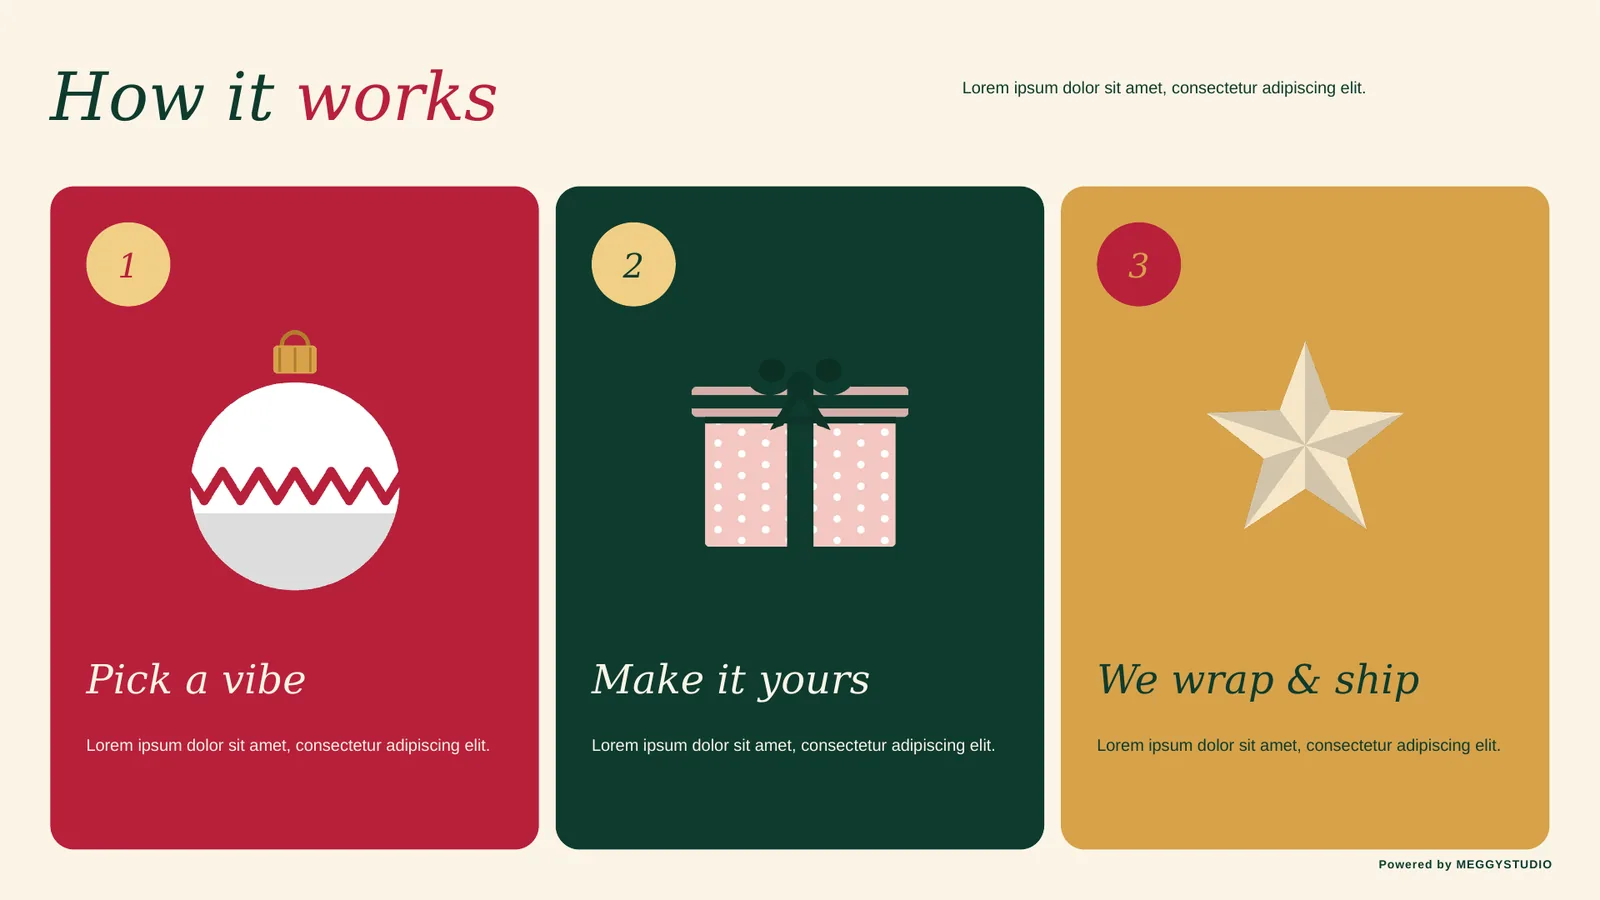 How it works
Lorem ipsum dolor sit amet, consectetur adipiscing elit.
1
Pick a vibe
Lorem ipsum dolor sit amet, consectetur adipiscing elit.
2
Make it yours
Lorem ipsum dolor sit amet, consectetur adipiscing elit.
3
We wrap & ship
Lorem ipsum dolor sit amet, consectetur adipiscing elit.
Powered by MEGGYSTUDIO